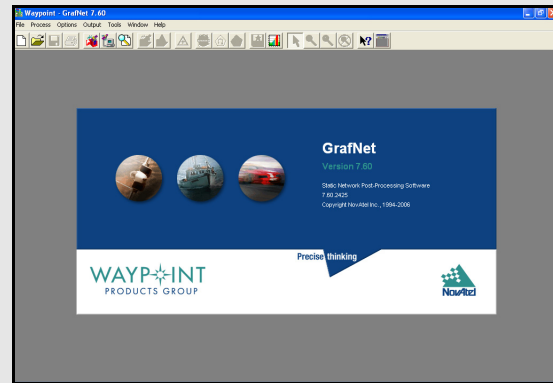 Waypoint - GrafNet 7.60
File Process Options Output Tools Window Help
GrafNet
Version 7.60
Static Network Post-Processing Software
7.60.2425
Copyright NovAtel Inc., 1994-2006
Precise thinking
WAYPOINT
PRODUCTS GROUP
NovAtel